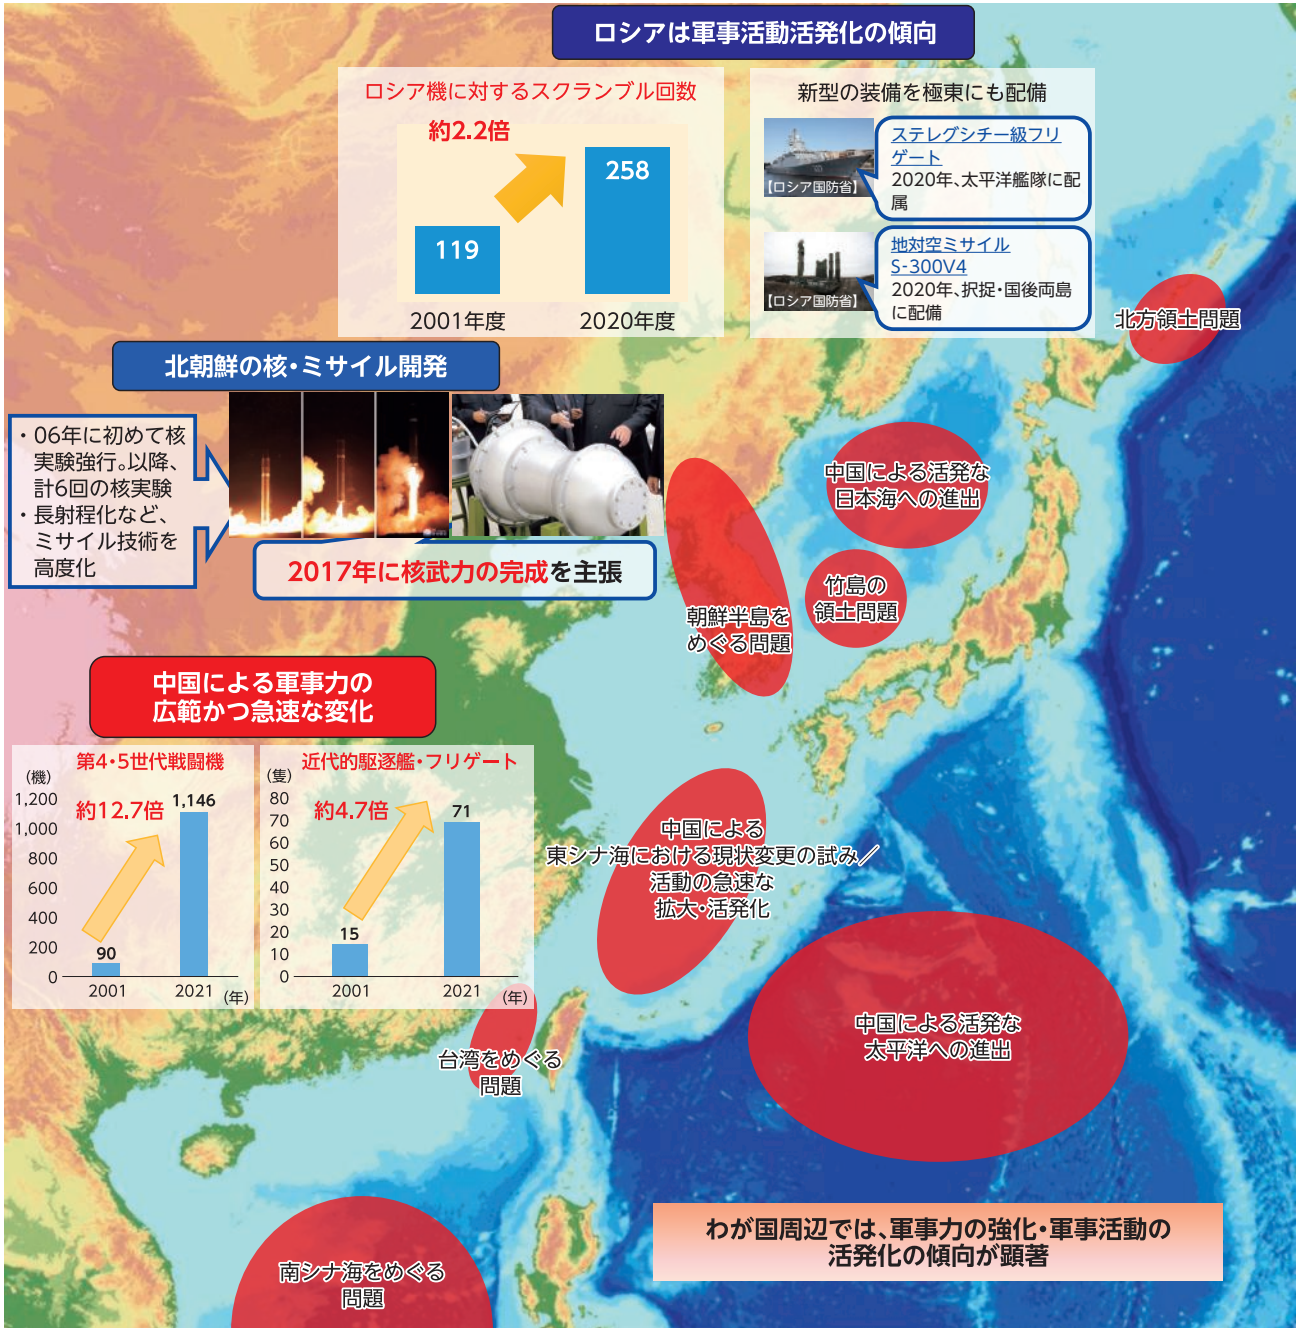 ロシアは軍事活動活発化の傾向
ロシア機に対するスクランブル回数
約2.2倍
119
258
2001年度
2020年度
新型の装備を極東にも配備
【ロシア国防省】
ステレグシチー級フリ
ゲート
2020年、太平洋艦隊に配
属
【ロシア国防省】
地対空ミサイル
S-300V4
2020年、択捉・国後両島
に配備
北方領土問題
北朝鮮の核・ミサイル開発
・06年に初めて核
実験強行。以降、
計6回の核実験
・長射程化など、
ミサイル技術を
高度化
2017年に核武力の完成を主張
中国による活発な
日本海への進出
竹島の
領土問題
朝鮮半島を
めぐる問題
中国による軍事力の
広範かつ急速な変化
第4・5世代戦闘機
(機)
約12.7倍
1,200
1,000
800
600
400
200
0
90
1,146
2001
2021
(年)
近代的駆逐艦・フリゲート
(隻)
約4.7倍
80
70
60
50
40
30
20
10
0
15
71
2001
2021
(年)
中国による
東シナ海における現状変更の試み／
活動の急速な
拡大・活発化
中国による活発な
太平洋への進出
台湾をめぐる
問題
南シナ海をめぐる
問題
わが国周辺では、軍事力の強化・軍事活動の
活発化の傾向が顕著